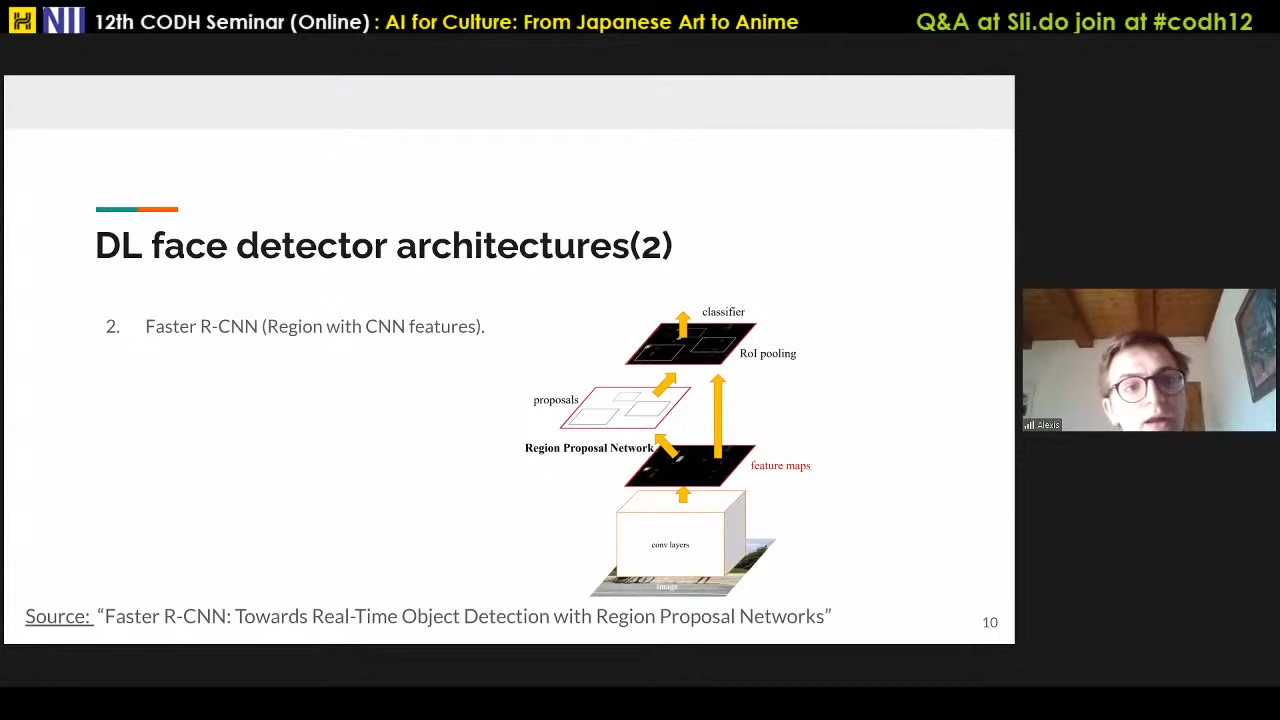 12th CODH Seminar (Online) : AI for Culture: From Japanese Art to Anime
Q&A at Sli.do join at #codh12
DL face detector architectures(2)
2. Faster R-CNN (Region with CNN features).
classifier
RoI pooling
proposals
Region Proposal Network
feature maps
conv layers
image
Source: “Faster R-CNN: Towards Real-Time Object Detection with Region Proposal Networks”
10
Alexis